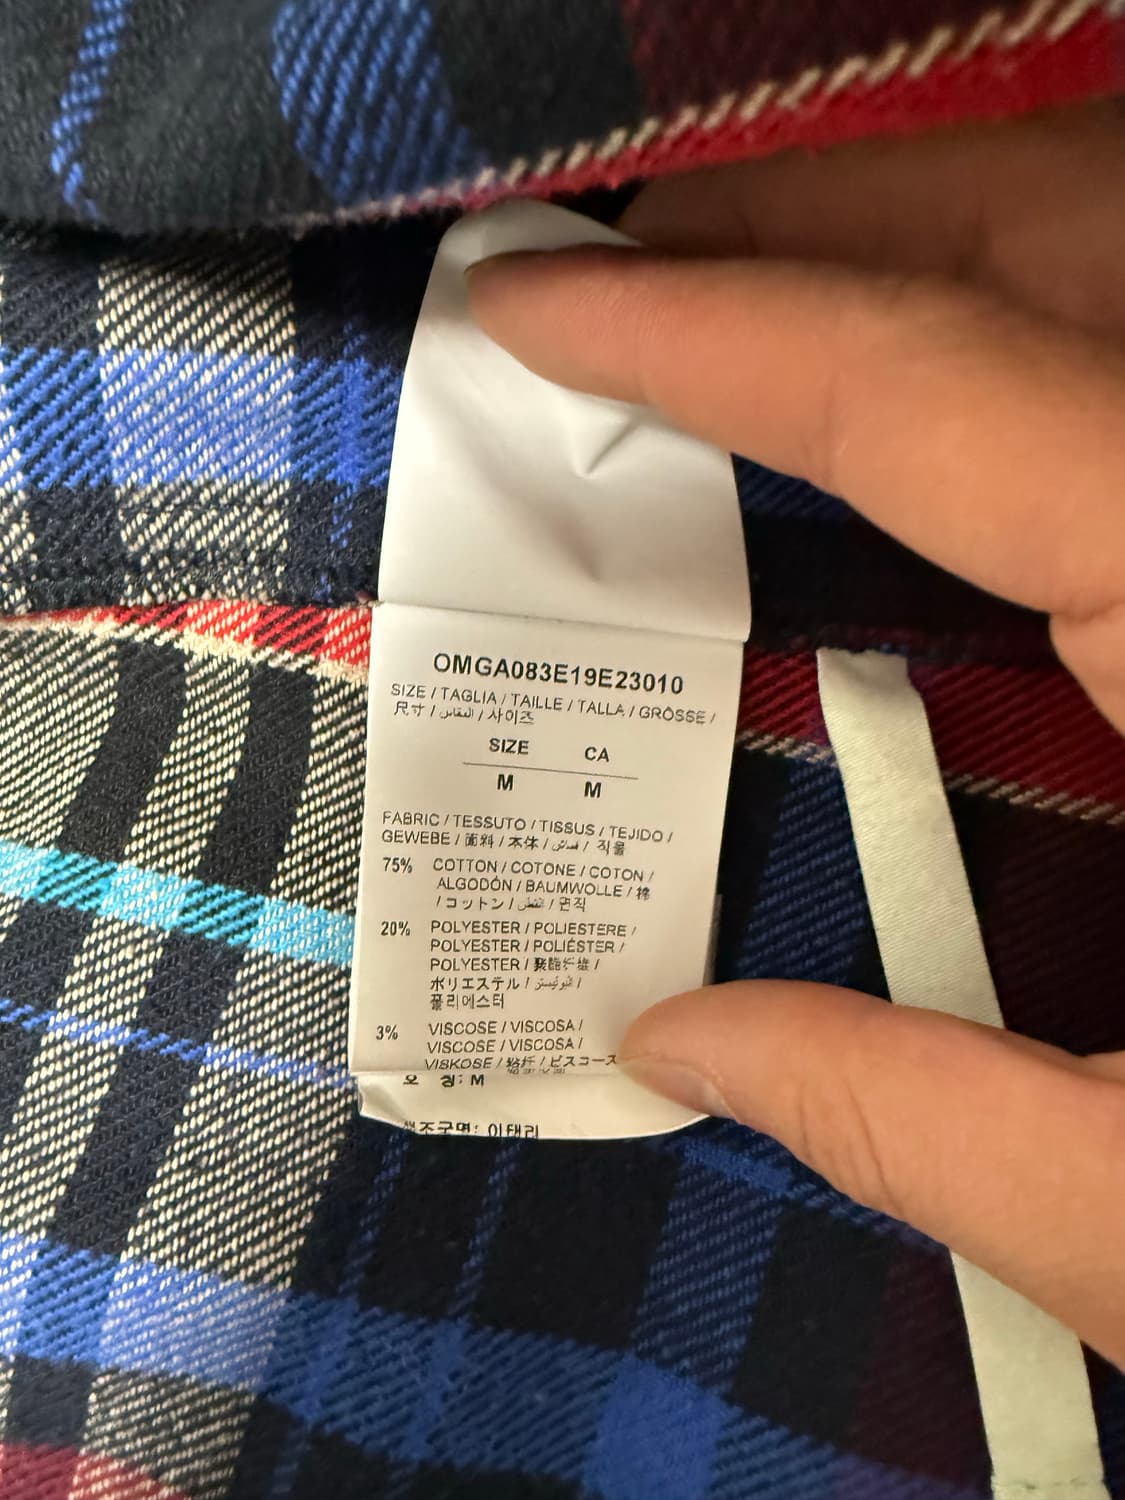 OMGA083E19E23010
SIZE / TAGLIA / TAILLE / TALLA / GRÖSSE /
尺寸 / المقاس / 사이즈
SIZE CA
M M
FABRIC / TESSUTO / TISSUS / TEJIDO /
GEWEBE / 面料 / 本体 / قماش / 직물
75% COTTON / COTONE / COTON /
ALGODÓN / BAUMWOLLE / 棉
/ コットン / القطن / 면직
20% POLYESTER / POLIESTERE /
POLYESTER / POLIÉSTER /
POLYESTER / 聚酯纤维 /
ポリエステル / البوليستر /
폴리에스터
3% VISCOSE / VISCOSA /
VISCOSE / VISCOSA /
VISKOSE / 粘纤 / ビスコース
호 칭: M
제조국명: 이태리